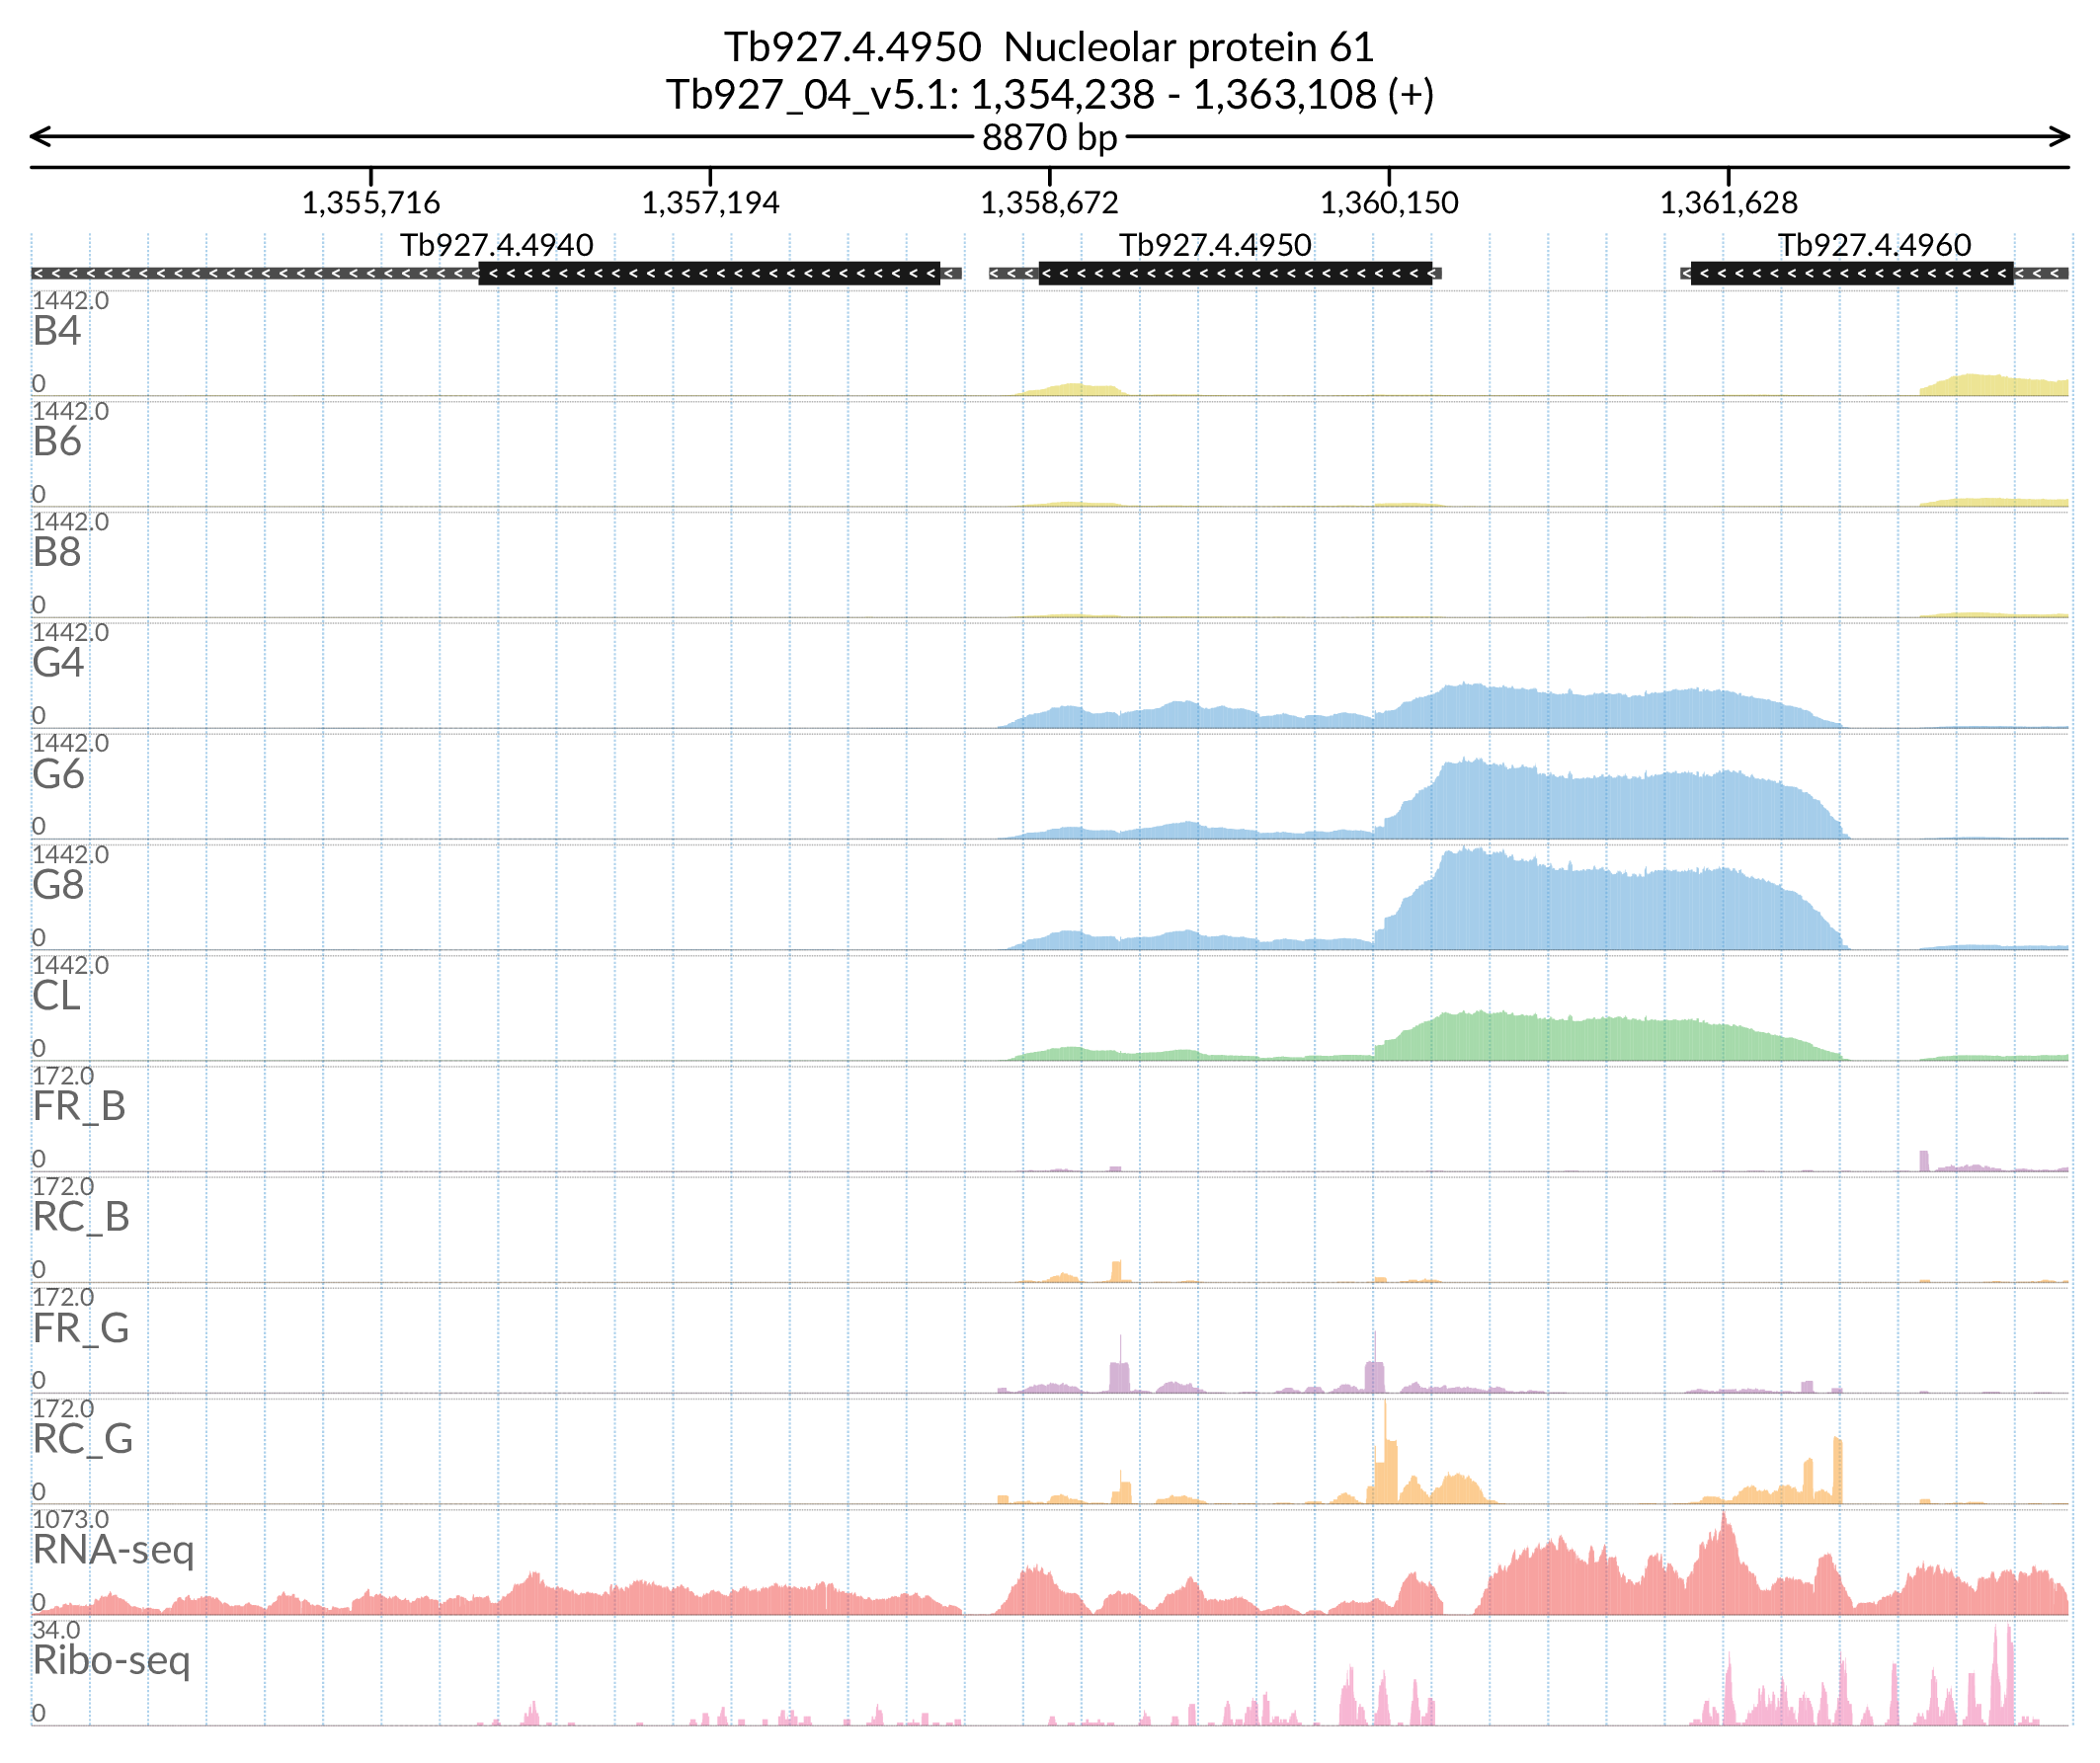 Tb927.4.4950 Nucleolar protein 61
Tb927_04_v5.1: 1,354,238 - 1,363,108 (+)
8870 bp
1,355,716 1,357,194 1,358,672 1,360,150 1,361,628
Tb927.4.4940 Tb927.4.4950 Tb927.4.4960
1442.0
B4
0
1442.0
B6
0
1442.0
B8
0
1442.0
G4
0
1442.0
G6
0
1442.0
G8
0
1442.0
CL
0
172.0
FR_B
0
172.0
RC_B
0
172.0
FR_G
0
172.0
RC_G
0
1073.0
RNA-seq
0
34.0
Ribo-seq
0